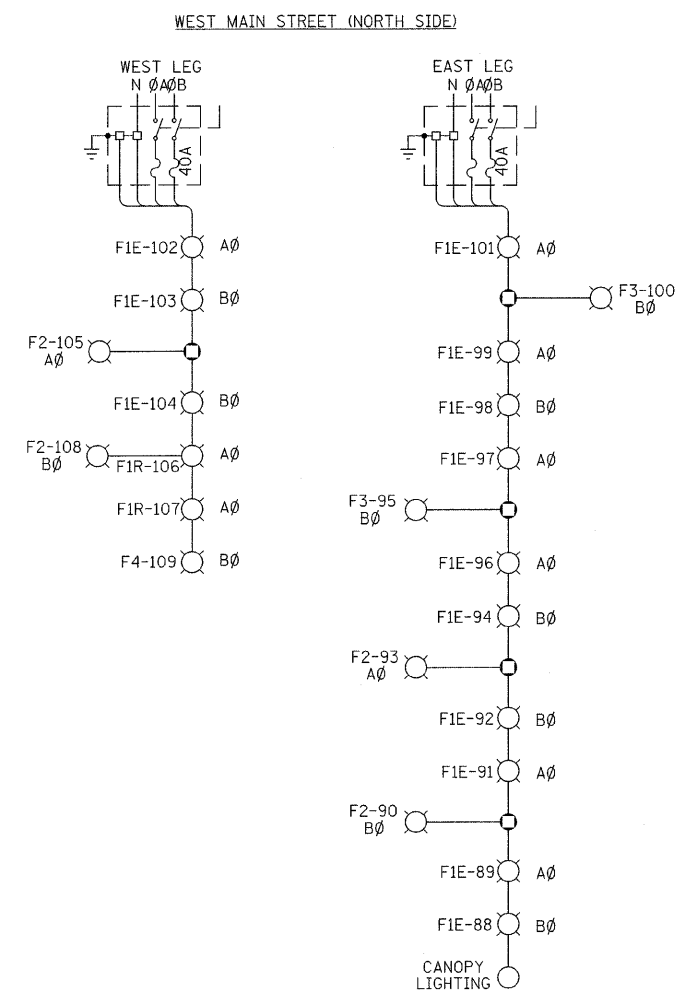 WEST MAIN STREET (NORTH SIDE)
WEST LEG
N ØAØB
40A
F1E-102 AØ
F1E-103 BØ
F2-105
AØ
F1E-104 BØ
F2-108
BØ
F1R-106 AØ
F1R-107 AØ
F4-109 BØ
EAST LEG
N ØAØB
40A
F1E-101 AØ
F3-100
BØ
F1E-99 AØ
F1E-98 BØ
F1E-97 AØ
F3-95
BØ
F1E-96 AØ
F1E-94 BØ
F2-93
AØ
F1E-92 BØ
F1E-91 AØ
F2-90
BØ
F1E-89 AØ
F1E-88 BØ
CANOPY
LIGHTING